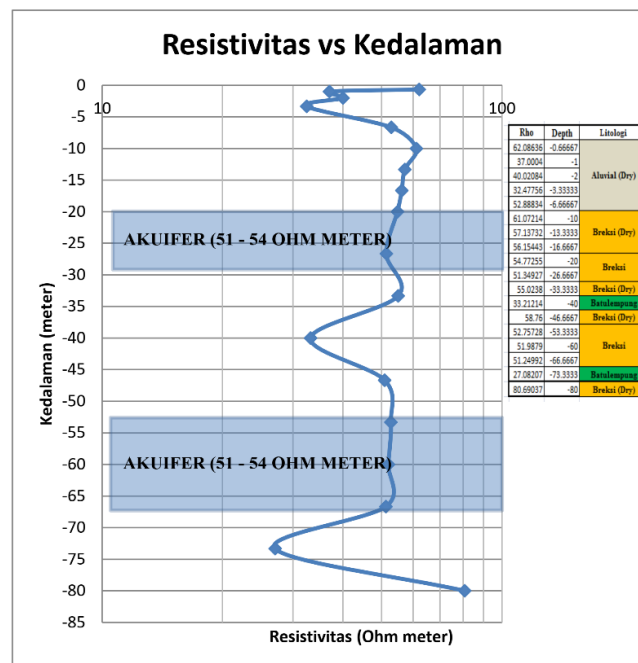 Resistivitas vs Kedalaman
0
-5
-10
-15
-20
-25
-30
-35
-40
-45
-50
-55
-60
-65
-70
-75
-80
-85
10 100
Kedalaman (meter)
AKUIFER (51 - 54 OHM METER)
AKUIFER (51 - 54 OHM METER)
Resistivitas (Ohm meter)
Rho Depth Litologi
62.08636 -0.66667 Aluvial (Dry)
37.0004 -1
40.02084 -2
32.47756 -3.33333
52.88834 -6.66667
61.07214 -10 Breksi (Dry)
57.13732 -13.3333
56.15443 -16.6667
54.77255 -20 Breksi
51.34927 -26.6667
55.0238 -33.3333 Breksi (Dry)
33.21214 -40 Batulempung
58.76 -46.6667 Breksi (Dry)
52.75728 -53.3333 Breksi
51.9879 -60
51.24992 -66.6667
27.08207 -73.3333 Batulempung
80.69037 -80 Breksi (Dry)